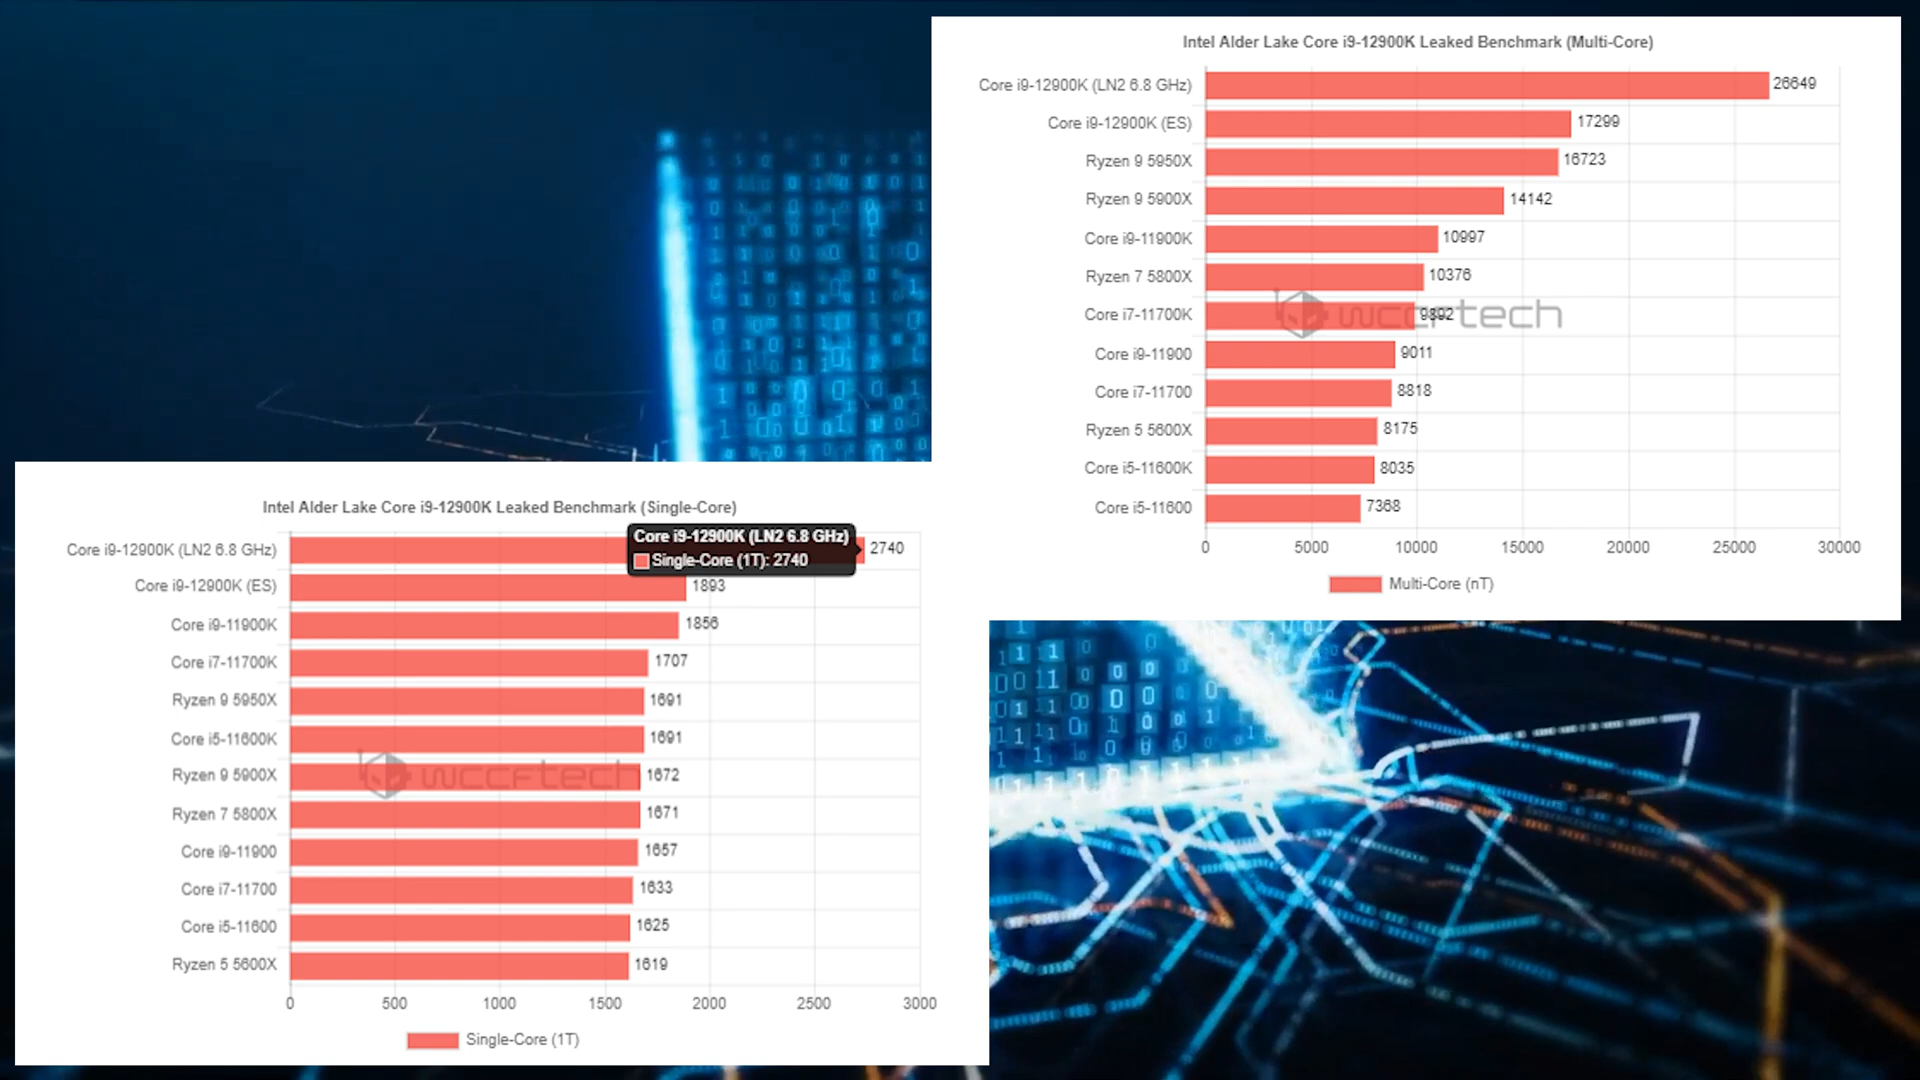 Intel Alder Lake Core i9-12900K Leaked Benchmark (Multi-Core)
Core i9-12900K (LN2 6.8 GHz) 26649
Core i9-12900K (ES) 17299
Ryzen 9 5950X 16723
Ryzen 9 5900X 14142
Core i9-11900K 10997
Ryzen 7 5800X 10376
Core i7-11700K 9892
wccftech
Core i9-11900 9011
Core i7-11700 8818
Ryzen 5 5600X 8175
Core i5-11600K 8035
Core i5-11600 7368
0 5000 10000 15000 20000 25000 30000
Multi-Core (nT)
Intel Alder Lake Core i9-12900K Leaked Benchmark (Single-Core)
Core i9-12900K (LN2 6.8 GHz) 2740
Core i9-12900K (LN2 6.8 GHz)
Single-Core (1T): 2740
Core i9-12900K (ES) 1893
Core i9-11900K 1856
Core i7-11700K 1707
Ryzen 9 5950X 1691
Core i5-11600K 1691
Ryzen 9 5900X 1672
wccftech
Ryzen 7 5800X 1671
Core i9-11900 1657
Core i7-11700 1633
Core i5-11600 1625
Ryzen 5 5600X 1619
0 500 1000 1500 2000 2500 3000
Single-Core (1T)